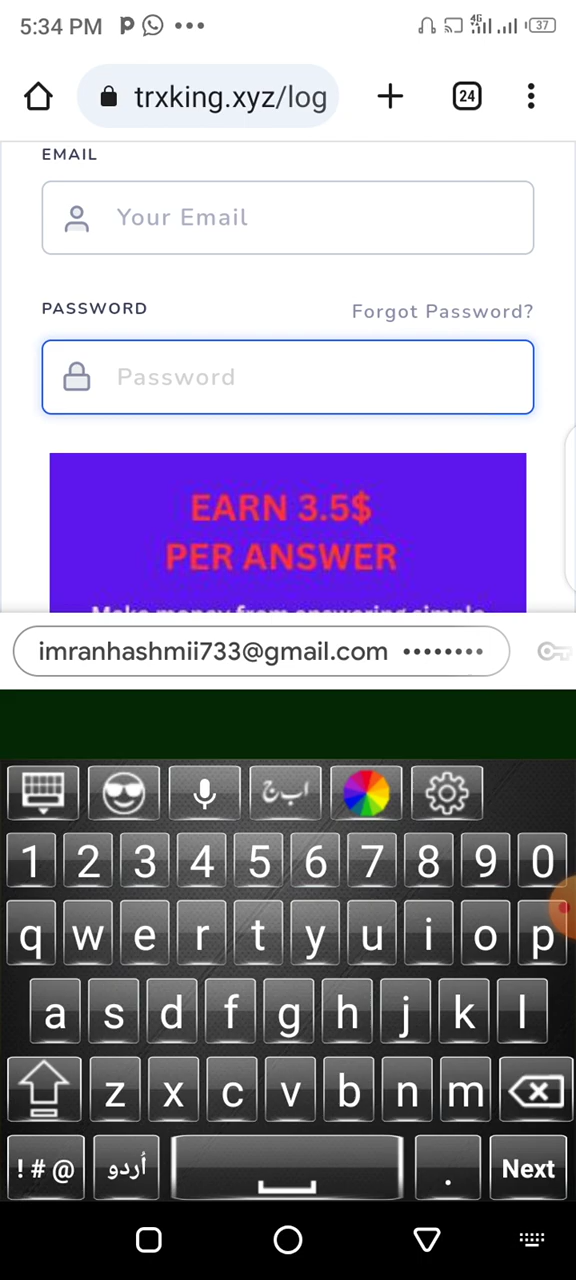 5:34 PM
4G
37
trxking.xyz/log
24
EMAIL
Your Email
PASSWORD
Forgot Password?
Password
EARN 3.5$
PER ANSWER
Make money from answering simple
imranhashmii733@gmail.com ••••••••
ا ب ج
1 2 3 4 5 6 7 8 9 0
q w e r t y u i o p
a s d f g h j k l
z x c v b n m
! # @ اُردو . Next